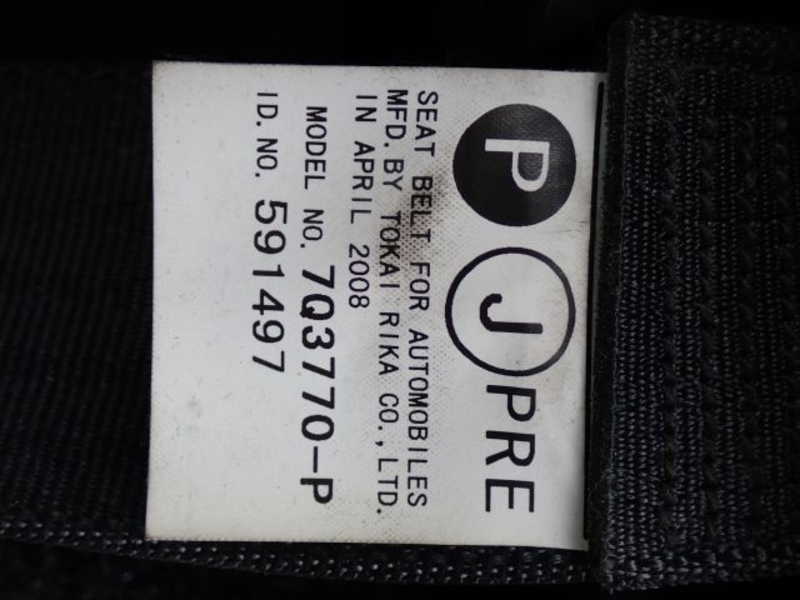 P J PRE
SEAT BELT FOR AUTOMOBILES
MFD. BY TOKAI RIKA CO., LTD.
IN APRIL 2008
MODEL NO. 7Q3770-P
ID. NO. 591497